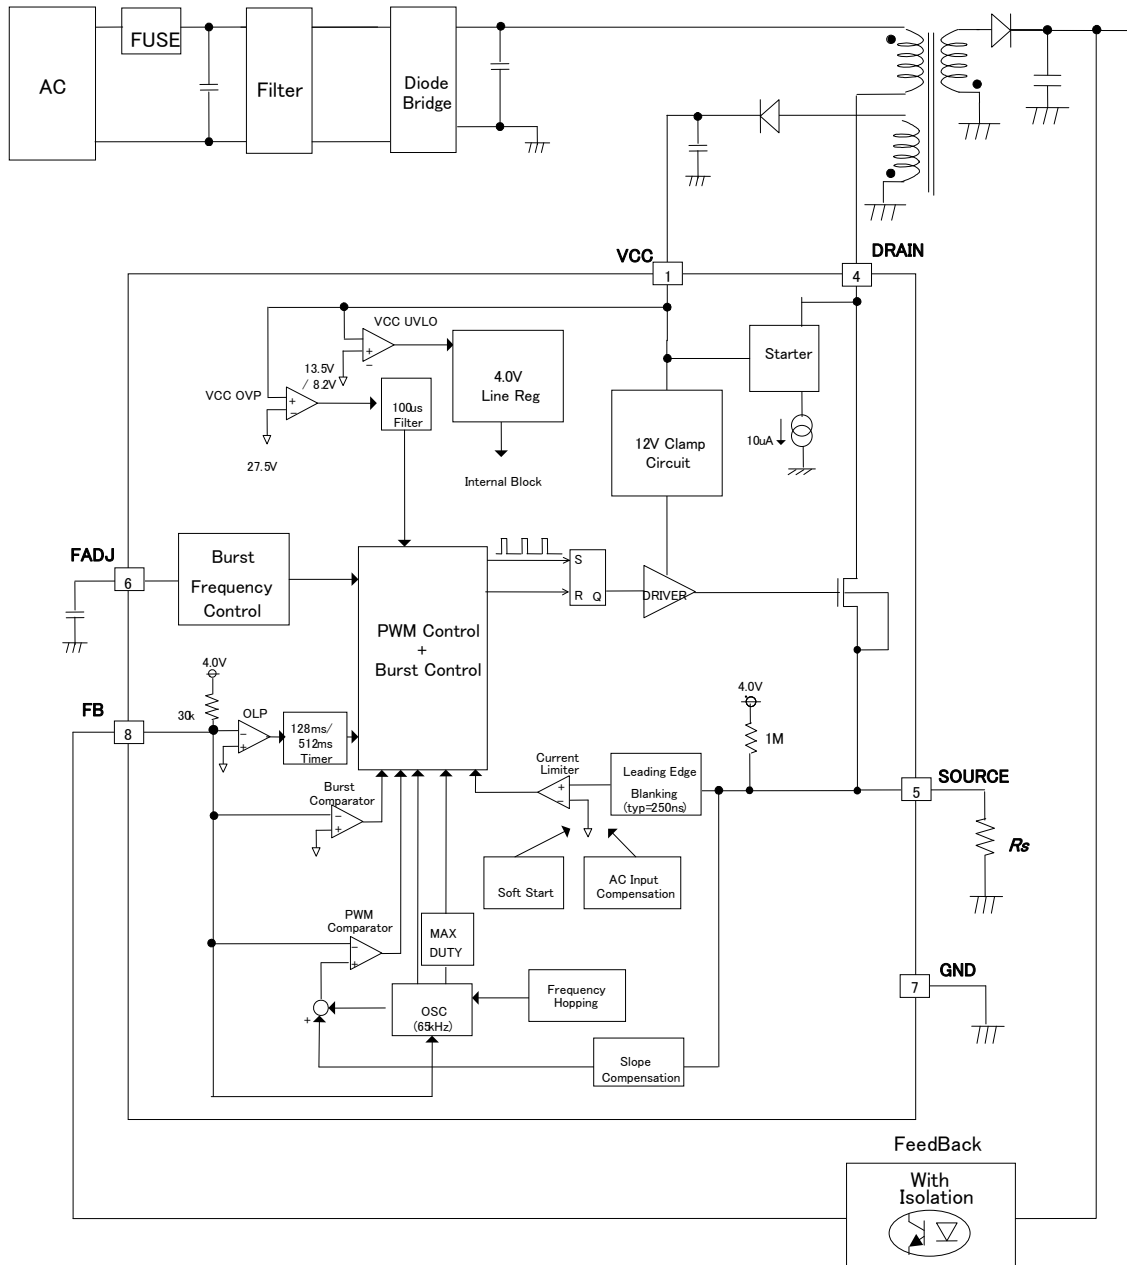 AC
FUSE
Filter
Diode
Bridge
VCC
DRAIN
1
4
VCC UVLO
+
−
13.5V
/ 8.2V
VCC OVP
+
−
27.5V
100us
Filter
4.0V
Line Reg
Internal Block
Starter
10uA
12V Clamp
Circuit
FADJ
6
Burst
Frequency
Control
PWM Control
+
Burst Control
S
R Q
DRIVER
4.0V
30k
FB
8
OLP
−
+
128ms/
512ms
Timer
4.0V
1M
Current
Limiter
+
−
Leading Edge
Blanking
(typ=250ns)
SOURCE
5
Rs
Burst
Comparator
−
+
Soft Start
AC Input
Compensation
PWM
Comparator
−
+
MAX
DUTY
+
OSC
(65kHz)
Frequency
Hopping
GND
7
Slope
Compensation
FeedBack
With
Isolation